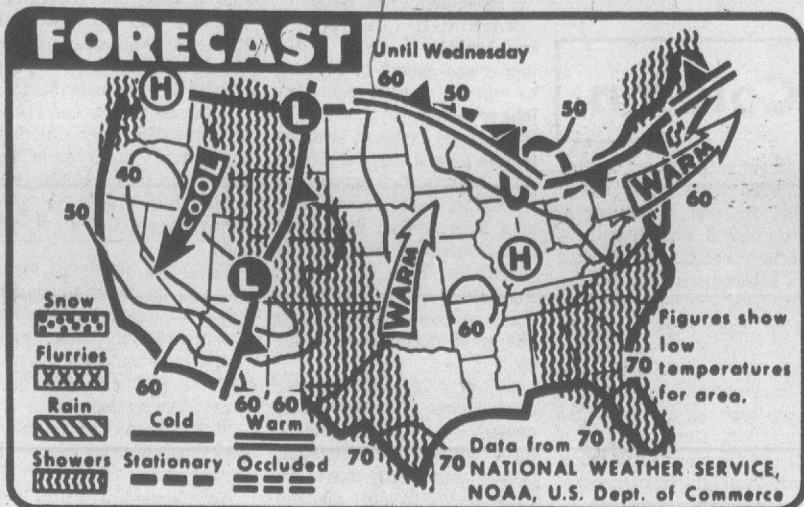 FORECAST
Until Wednesday
H
L
60
50
50
COOL
40
50
WARM
60
L
WARM
H
60
Snow
Flurries
XXXX
Rain
Showers
60
60
60
Cold
Warm
Stationary
Occluded
70
70
70
70
Figures show
low
temperatures
for area.
Data from
NATIONAL WEATHER SERVICE,
NOAA, U.S. Dept. of Commerce